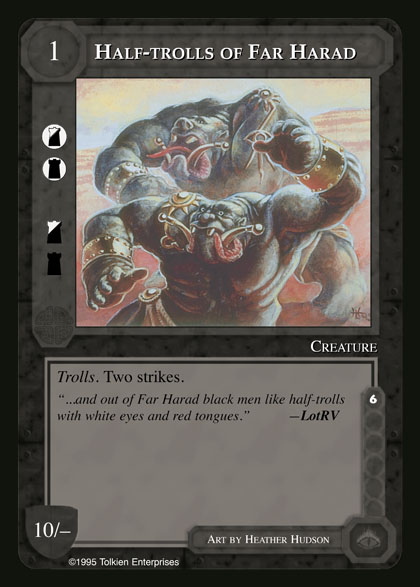 1
HALF-TROLLS OF FAR HARAD
CREATURE
Trolls. Two strikes.
“...and out of Far Harad black men like half-trolls
with white eyes and red tongues.” –LotRV
6
10/–
ART BY HEATHER HUDSON
©1995 Tolkien Enterprises